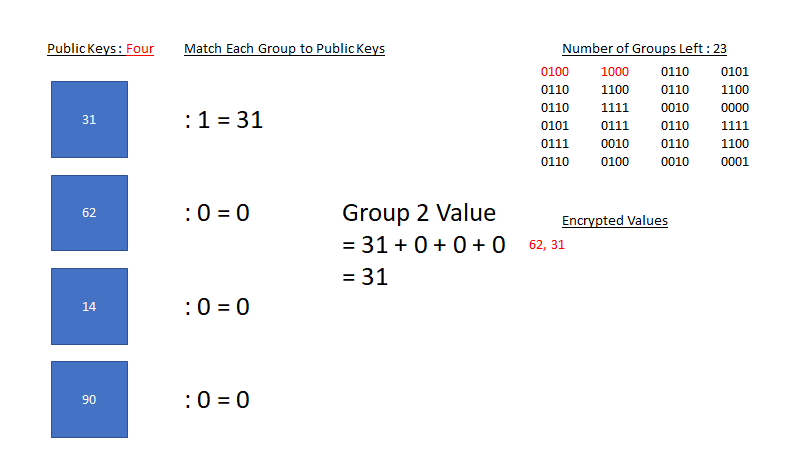 Public Keys : Four
Match Each Group to Public Keys
Number of Groups Left : 23
0100 1000 0110 0101
0110 1100 0110 1100
0110 1111 0010 0000
0101 0111 0110 1111
0111 0010 0110 1100
0110 0100 0010 0001
31
: 1 = 31
62
: 0 = 0
Group 2 Value
= 31 + 0 + 0 + 0
= 31
Encrypted Values
62, 31
14
: 0 = 0
90
: 0 = 0